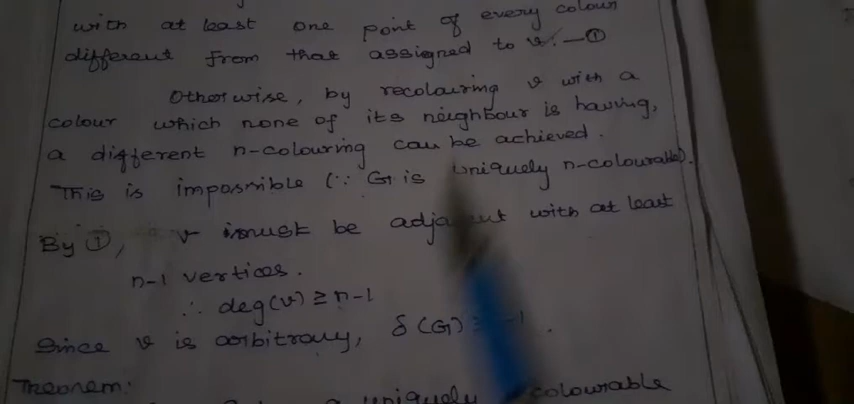 with at least one point of every colour
different from that assigned to v. — ①
Otherwise, by recolouring v with a
colour which none of its neighbour is having,
a different n-colouring can be achieved.
This is impossible (∵ G is uniquely n-colourable).
By ①, v must be adjacent with at least
n-1 vertices.
∴ deg(v) ≥ n-1
Since v is arbitrary, δ(G) ≥ -1.
Theorem:
a uniquely colourable